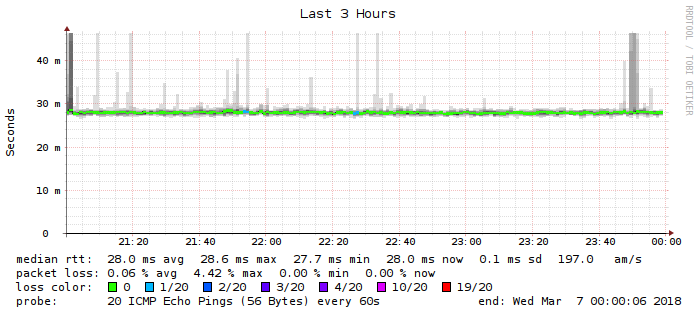 Last 3 Hours
RRDTOOL / TOBI OETIKER
Seconds
40 m
30 m
20 m
10 m
0
21:20 21:40 22:00 22:20 22:40 23:00 23:20 23:40 00:00
median rtt: 28.0 ms avg 28.6 ms max 27.7 ms min 28.0 ms now 0.1 ms sd 197.0 am/s
packet loss: 0.06 % avg 4.42 % max 0.00 % min 0.00 % now
loss color: 0 1/20 2/20 3/20 4/20 10/20 19/20
probe: 20 ICMP Echo Pings (56 Bytes) every 60s end: Wed Mar 7 00:00:06 2018